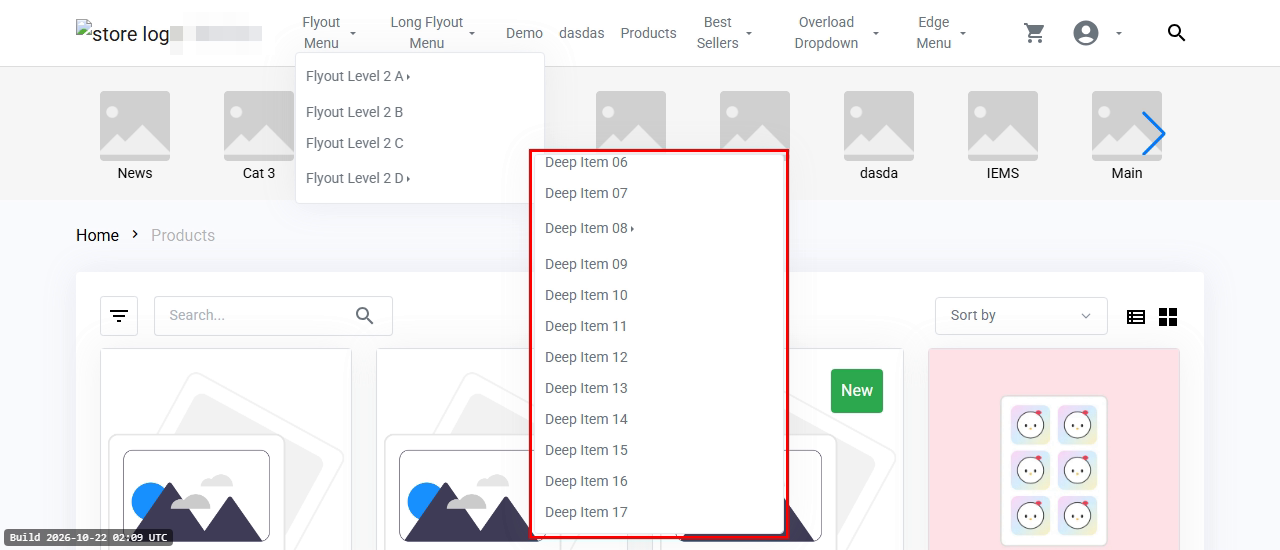 store log
Flyout
Menu
Long Flyout
Menu
Demo
dasdas
Products
Best
Sellers
Overload
Dropdown
Edge
Menu
Flyout Level 2 A
Flyout Level 2 B
Flyout Level 2 C
Flyout Level 2 D
News
Cat 3
dasda
IEMS
Main
Deep Item 06
Deep Item 07
Deep Item 08
Deep Item 09
Deep Item 10
Deep Item 11
Deep Item 12
Deep Item 13
Deep Item 14
Deep Item 15
Deep Item 16
Deep Item 17
Home
Products
Search...
Sort by
New
Build 2026-10-22 02:09 UTC